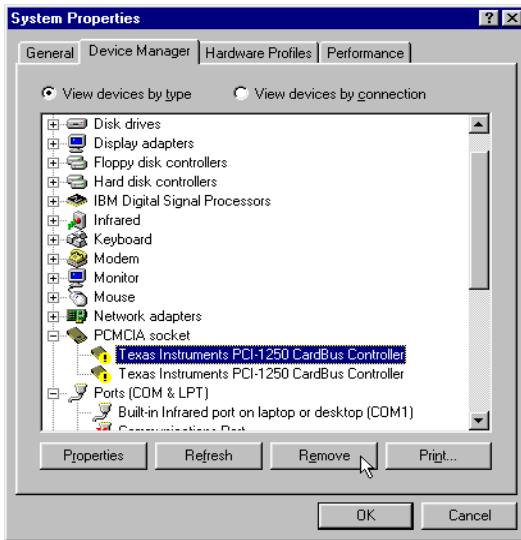 System Properties
General Device Manager Hardware Profiles Performance
View devices by type View devices by connection
Disk drives
Display adapters
Floppy disk controllers
Hard disk controllers
IBM Digital Signal Processors
Infrared
Keyboard
Modem
Monitor
Mouse
Network adapters
PCMCIA socket
Texas Instruments PCI-1250 CardBus Controller
Texas Instruments PCI-1250 CardBus Controller
Ports (COM & LPT)
Built-in Infrared port on laptop or desktop (COM1)
Communications Port
Properties Refresh Remove Print...
OK Cancel